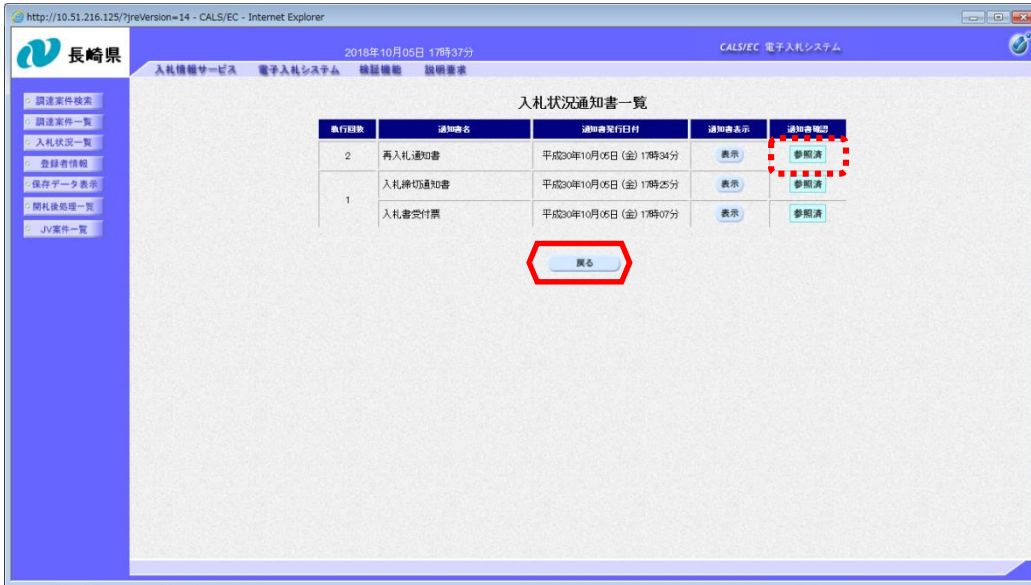 http://10.51.216.125/?jreVersion=14 - CALS/EC - Internet Explorer
長崎県
2018年10月05日 17時37分
CALS/EC 電子入札システム
入札情報サービス 電子入札システム 検証機能 説明要求
調達案件検索
調達案件一覧
入札状況一覧
登録者情報
保存データ表示
開札後処理一覧
JV案件一覧
入札状況通知書一覧
執行回数 通知書名 通知書発行日付 通知書表示 通知書確認
2 再入札通知書 平成30年10月05日（金）17時34分 表示 参照済
1 入札締切通知書 平成30年10月05日（金）17時25分 表示 参照済
入札書受付票 平成30年10月05日（金）17時07分 表示 参照済
戻る